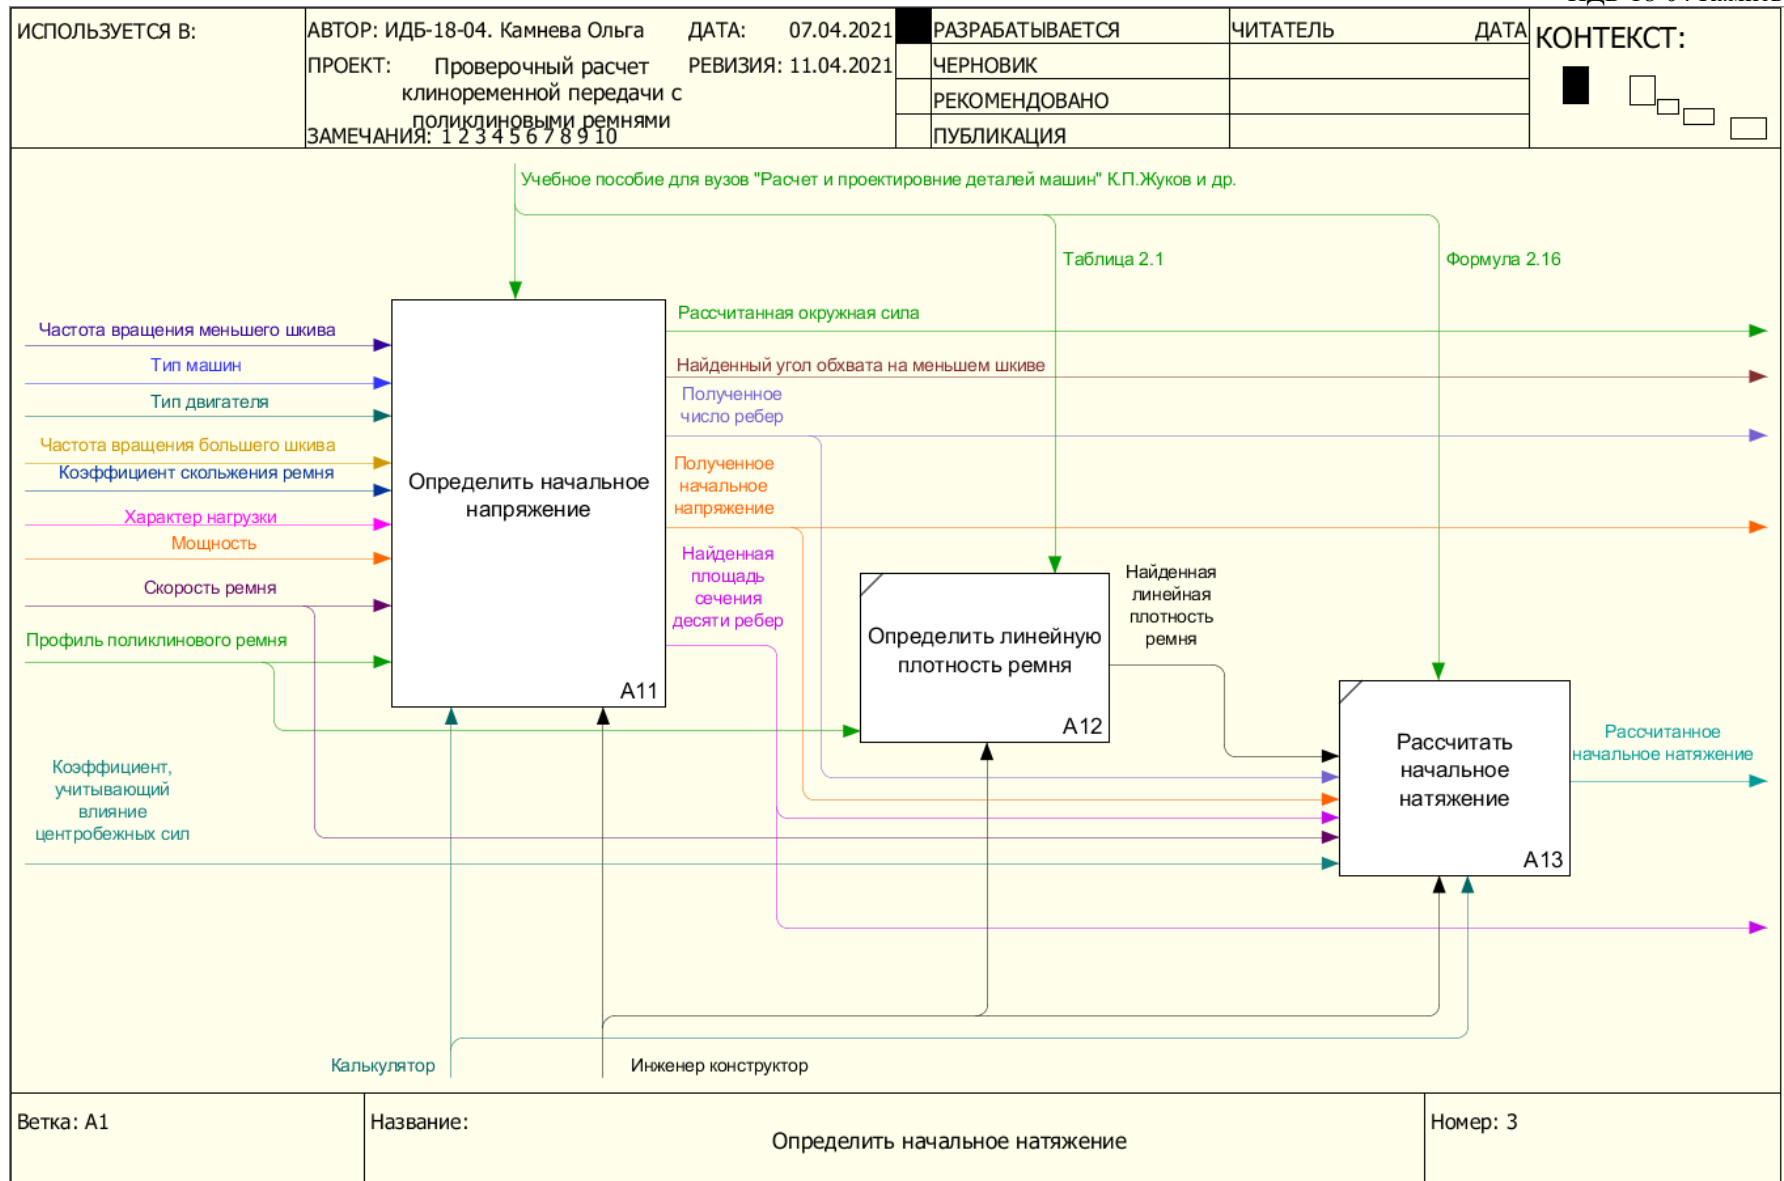 ИСПОЛЬЗУЕТСЯ В:
АВТОР: ИДБ-18-04. Камнева Ольга
ДАТА: 07.04.2021
ПРОЕКТ: Проверочный расчет
клиноременной передачи с
поликлиновыми ремнями
РЕВИЗИЯ: 11.04.2021
ЗАМЕЧАНИЯ: 1 2 3 4 5 6 7 8 9 10
РАЗРАБАТЫВАЕТСЯ
ЧЕРНОВИК
РЕКОМЕНДОВАНО
ПУБЛИКАЦИЯ
ЧИТАТЕЛЬ
ДАТА
КОНТЕКСТ:
Учебное пособие для вузов "Расчет и проектировние деталей машин" К.П.Жуков и др.
Таблица 2.1
Формула 2.16
Частота вращения меньшего шкива
Тип машин
Тип двигателя
Частота вращения большего шкива
Коэффициент скольжения ремня
Характер нагрузки
Мощность
Скорость ремня
Профиль поликлинового ремня
Коэффициент,
учитывающий
влияние
центробежных сил
Определить начальное
напряжение
A11
Рассчитанная окружная сила
Найденный угол обхвата на меньшем шкиве
Полученное
число ребер
Полученное
начальное
напряжение
Найденная
площадь
сечения
десяти ребер
Определить линейную
плотность ремня
A12
Найденная
линейная
плотность
ремня
Рассчитать
начальное
натяжение
A13
Рассчитанное
начальное натяжение
Калькулятор
Инженер конструктор
Ветка: A1
Название:
Определить начальное натяжение
Номер: 3